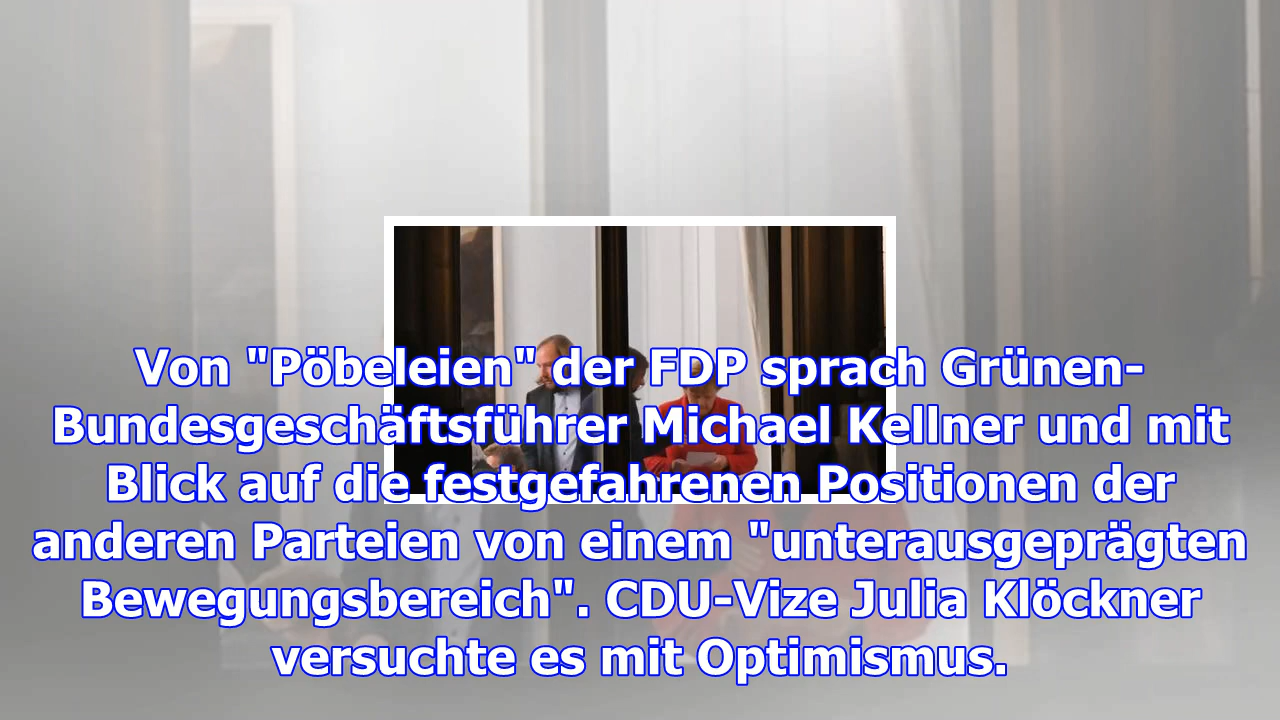 Von "Pöbeleien" der FDP sprach Grünen-
Bundesgeschäftsführer Michael Kellner und mit
Blick auf die festgefahrenen Positionen der
anderen Parteien von einem "unterausgeprägten
Bewegungsbereich". CDU-Vize Julia Klöckner
versuchte es mit Optimismus.